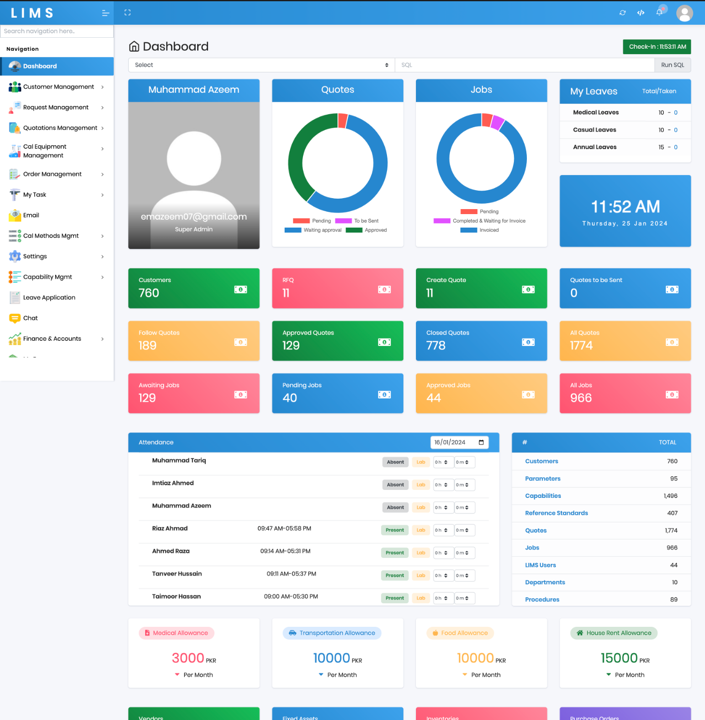 LIMS
Search navigation here..
Navigation
Dashboard
Customer Management
Request Management
Quotations Management
Cal Equipment
Management
Order Management
My Task
Email
Cal Methods Mgmt
Settings
Capability Mgmt
Leave Application
Chat
Finance & Accounts
Dashboard
Check-In : 11:53:11 AM
Select
SQL
Run SQL
Muhammad Azeem
emazeem07@gmail.com
Super Admin
Quotes
Pending
To be Sent
Waiting approval
Approved
Jobs
Pending
Completed & Waiting for Invoice
Invoiced
My Leaves Total/Taken
Medical Leaves 10 - 0
Casual Leaves 10 - 0
Annual Leaves 15 - 0
11:52 AM
Thursday, 25 Jan 2024
Customers
760
RFQ
11
Create Quote
11
Quotes to be Sent
0
Follow Quotes
189
Approved Quotes
129
Closed Quotes
778
All Quotes
1774
Awaiting Jobs
129
Pending Jobs
40
Approved Jobs
44
All Jobs
966
Attendance 16/01/2024
Muhammad Tariq Absent Lab 0 h 0 m
Imtiaz Ahmed Absent Lab 0 h 0 m
Muhammad Azeem Absent Lab 0 h 0 m
Riaz Ahmad 09:47 AM-05:58 PM Present Lab 0 h 0 m
Ahmed Raza 09:14 AM-05:31 PM Present Lab 0 h 0 m
Tanveer Hussain 09:11 AM-05:37 PM Present Lab 0 h 0 m
Taimoor Hassan 09:00 AM-05:30 PM Present Lab 0 h 0 m
# TOTAL
Customers 760
Parameters 95
Capabilities 1,496
Reference Standards 407
Quotes 1,774
Jobs 966
LIMS Users 44
Departments 10
Procedures 89
Medical Allowance
3000 PKR
Per Month
Transportation Allowance
10000 PKR
Per Month
Food Allowance
10000 PKR
Per Month
House Rent Allowance
15000 PKR
Per Month
Vendors
Fixed Assets
Inventories
Purchase Orders